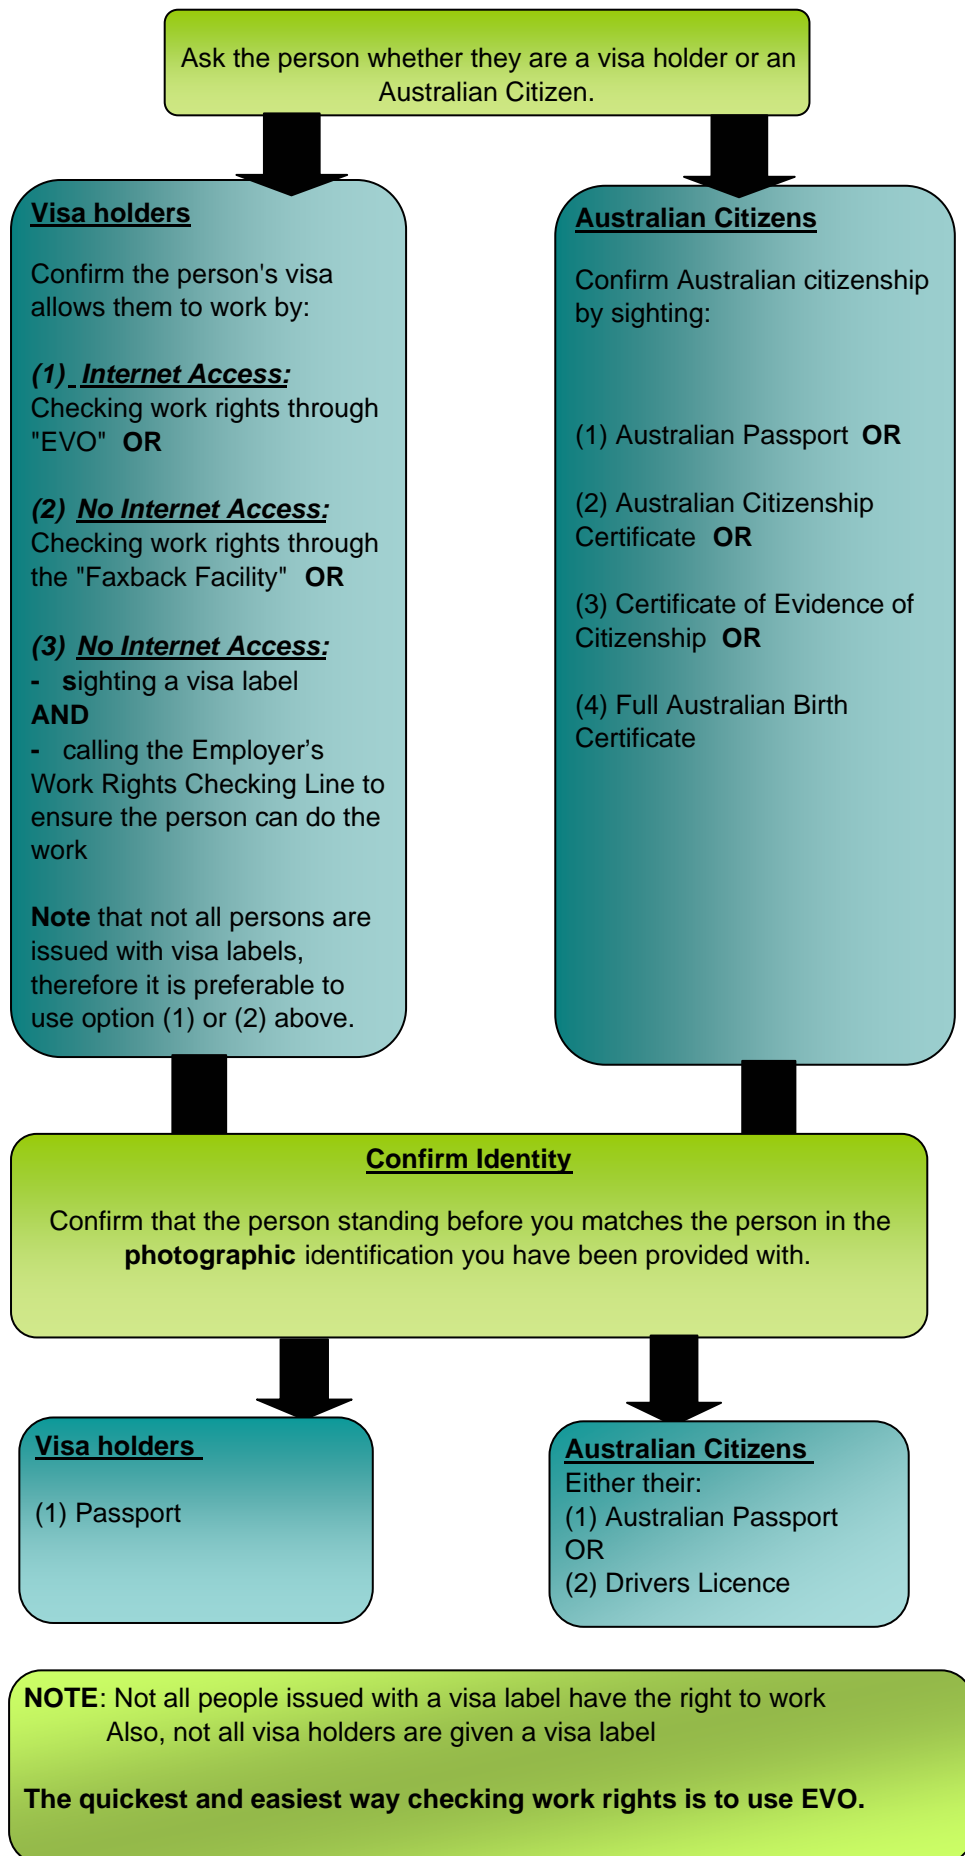 Ask the person whether they are a visa holder or an
Australian Citizen.
Visa holders
Confirm the person's visa
allows them to work by:
(1) Internet Access:
Checking work rights through
"EVO" OR
(2) No Internet Access:
Checking work rights through
the "Faxback Facility" OR
(3) No Internet Access:
- sighting a visa label
AND
- calling the Employer’s
Work Rights Checking Line to
ensure the person can do the
work
Note that not all persons are
issued with visa labels,
therefore it is preferable to
use option (1) or (2) above.
Australian Citizens
Confirm Australian citizenship
by sighting:
(1) Australian Passport OR
(2) Australian Citizenship
Certificate OR
(3) Certificate of Evidence of
Citizenship OR
(4) Full Australian Birth
Certificate
Confirm Identity
Confirm that the person standing before you matches the person in the
photographic identification you have been provided with.
Visa holders
(1) Passport
Australian Citizens
Either their:
(1) Australian Passport
OR
(2) Drivers Licence
NOTE: Not all people issued with a visa label have the right to work
Also, not all visa holders are given a visa label
The quickest and easiest way checking work rights is to use EVO.